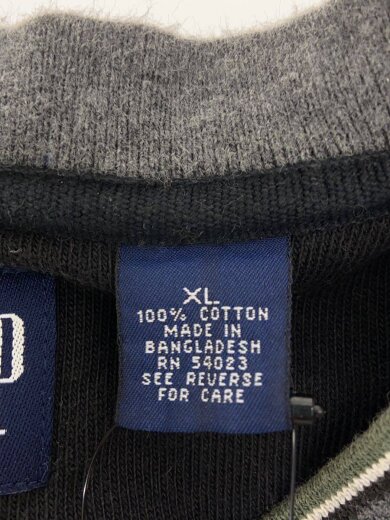 XL
100% COTTON
MADE IN
BANGLADESH
RN 54023
SEE REVERSE
FOR CARE